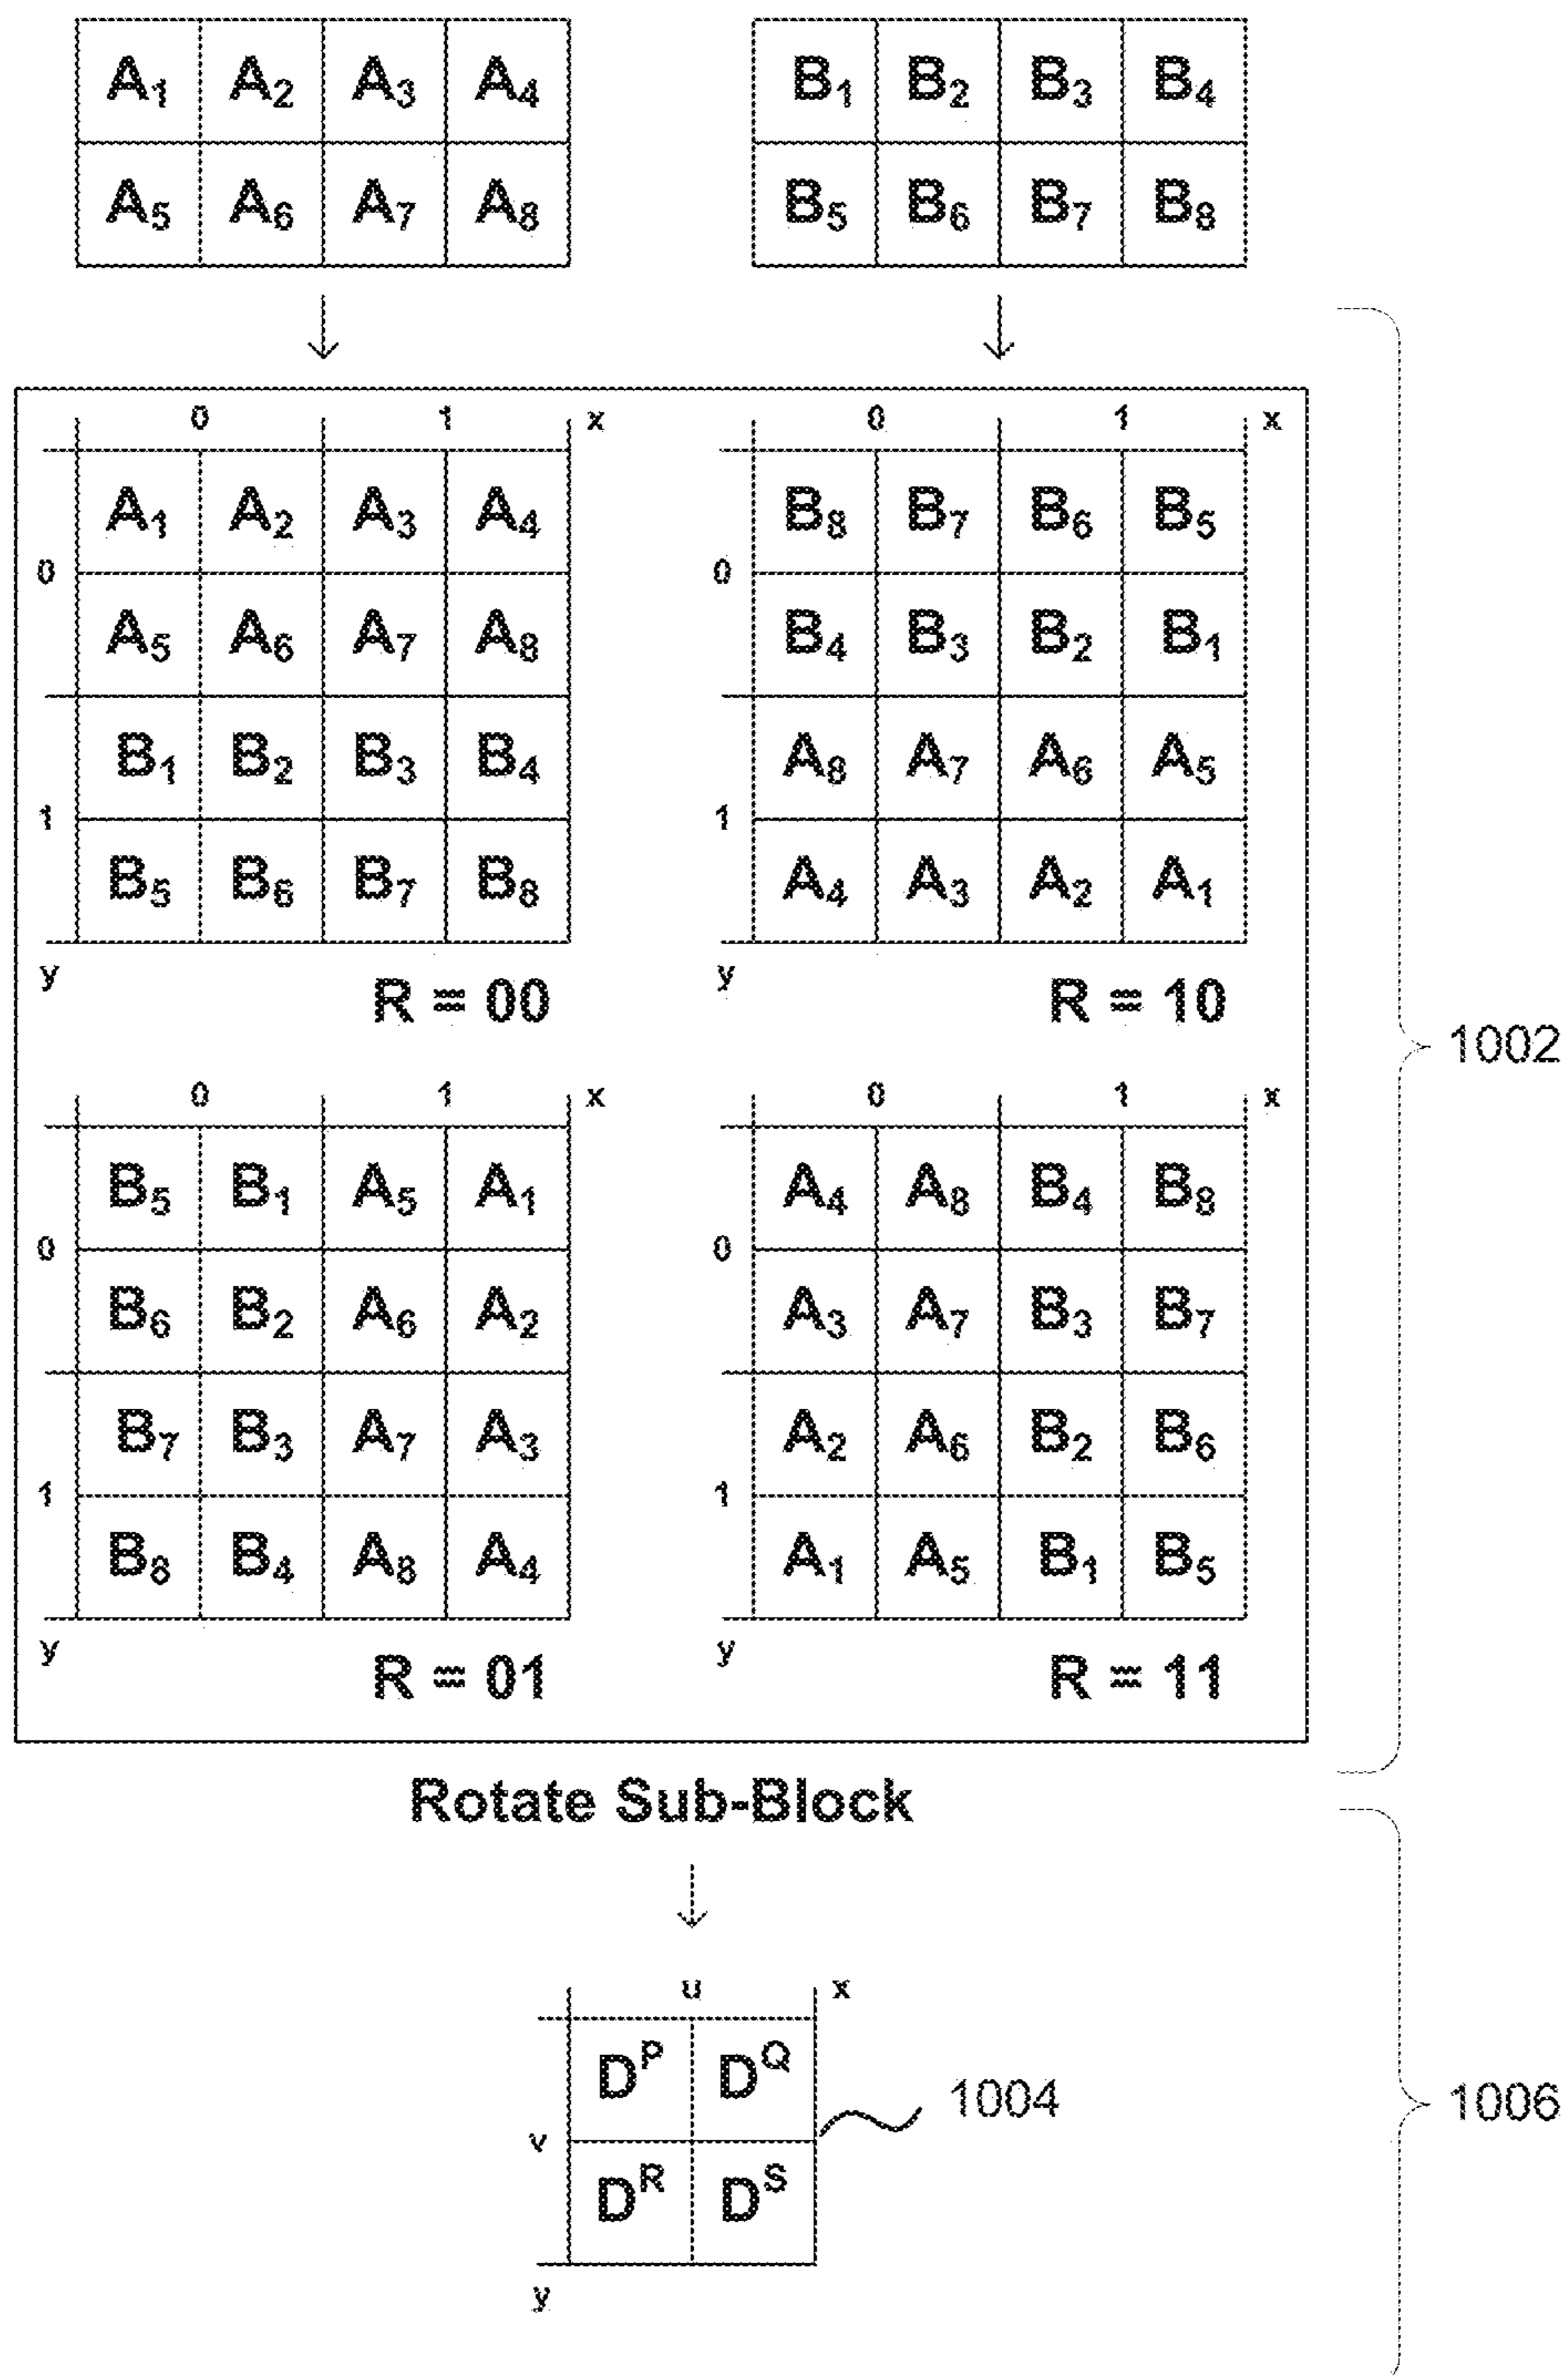 A1 A2 A3 A4 B1 B2 B3 B4
A5 A6 A7 A8 B5 B6 B7 B8
0 1 x 0 1 x
A1 A2 A3 A4 B8 B7 B6 B5
0 0
A5 A6 A7 A8 B4 B3 B2 B1
B1 B2 B3 B4 A8 A7 A6 A5
1 1
B5 B6 B7 B8 A4 A3 A2 A1
y y
R = 00 R = 10
1002
0 1 x 0 1 x
B5 B1 A5 A1 A4 A8 B4 B8
0 0
B6 B2 A6 A2 A3 A7 B3 B7
B7 B3 A7 A3 A2 A6 B2 B6
1 1
B8 B4 A8 A4 A1 A5 B1 B5
y y
R = 01 R = 11
Rotate Sub-Block
u x
DP DQ
1004
v
1006
DR DS
y